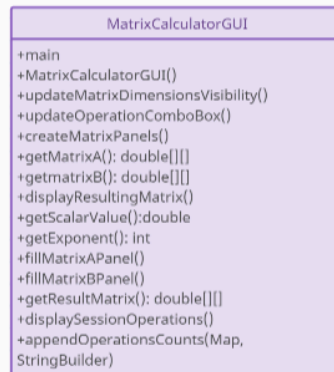 MatrixCalculatorGUI
+main
+MatrixCalculatorGUI()
+updateMatrixDimensionsVisibility()
+updateOperationComboBox()
+createMatrixPanels()
+getMatrixA(): double[][]
+getmatrixB(): double[][]
+displayResultingMatrix()
+getScalarValue():double
+getExponent(): int
+fillMatrixAPanel()
+fillMatrixBPanel()
+getResultMatrix(): double[][]
+displaySessionOperations()
+appendOperationsCounts(Map,
StringBuilder)